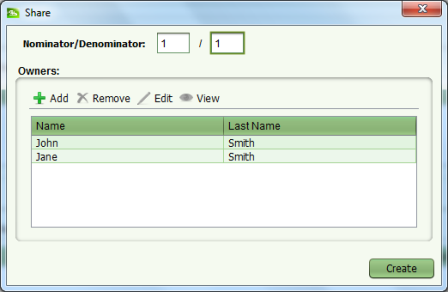 Share
Nominator/Denominator: 1 / 1
Owners:
Add Remove Edit View
Name Last Name
John Smith
Jane Smith
Create